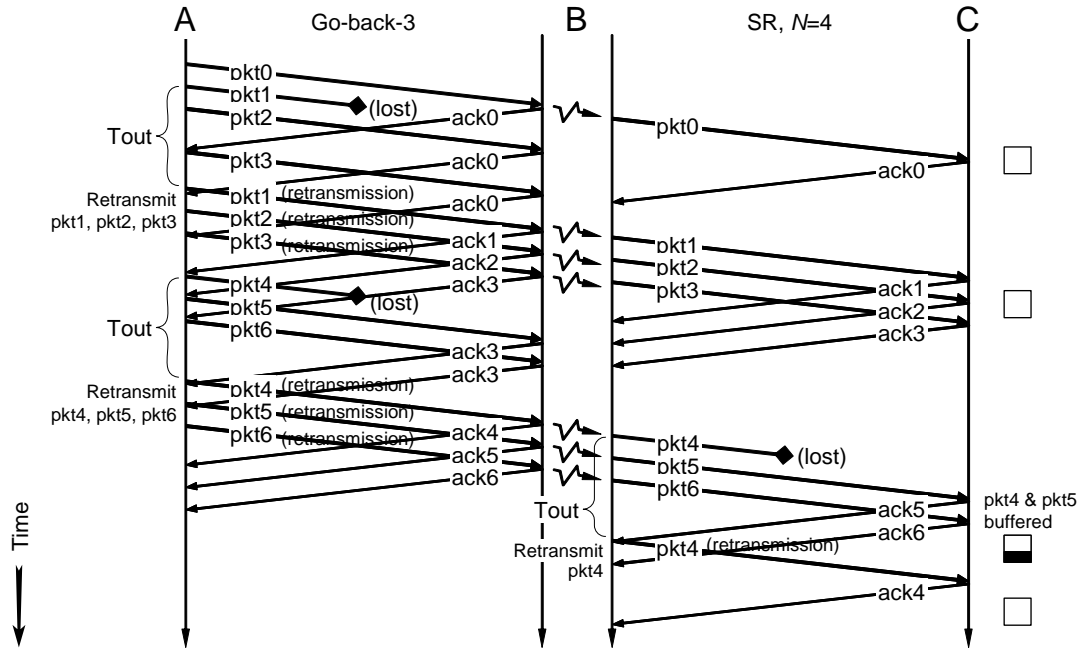 A
Go-back-3
B
SR, N=4
C
pkt0
pkt1
(lost)
pkt2
ack0
pkt0
Tout
pkt3
ack0
ack0
Retransmit
pkt1, pkt2, pkt3
pkt1 (retransmission)
ack0
pkt2 (retransmission)
pkt3 (retransmission)
ack1
pkt1
ack2
pkt2
ack3
pkt3
ack1
ack2
ack3
pkt4
(lost)
pkt5
Tout
pkt6
ack3
ack3
Retransmit
pkt4, pkt5, pkt6
pkt4 (retransmission)
pkt5 (retransmission)
pkt6 (retransmission)
ack4
ack5
ack6
pkt4
(lost)
pkt5
pkt6
Tout
ack5
ack6
pkt4 & pkt5
buffered
Retransmit
pkt4
pkt4 (retransmission)
ack4
Time